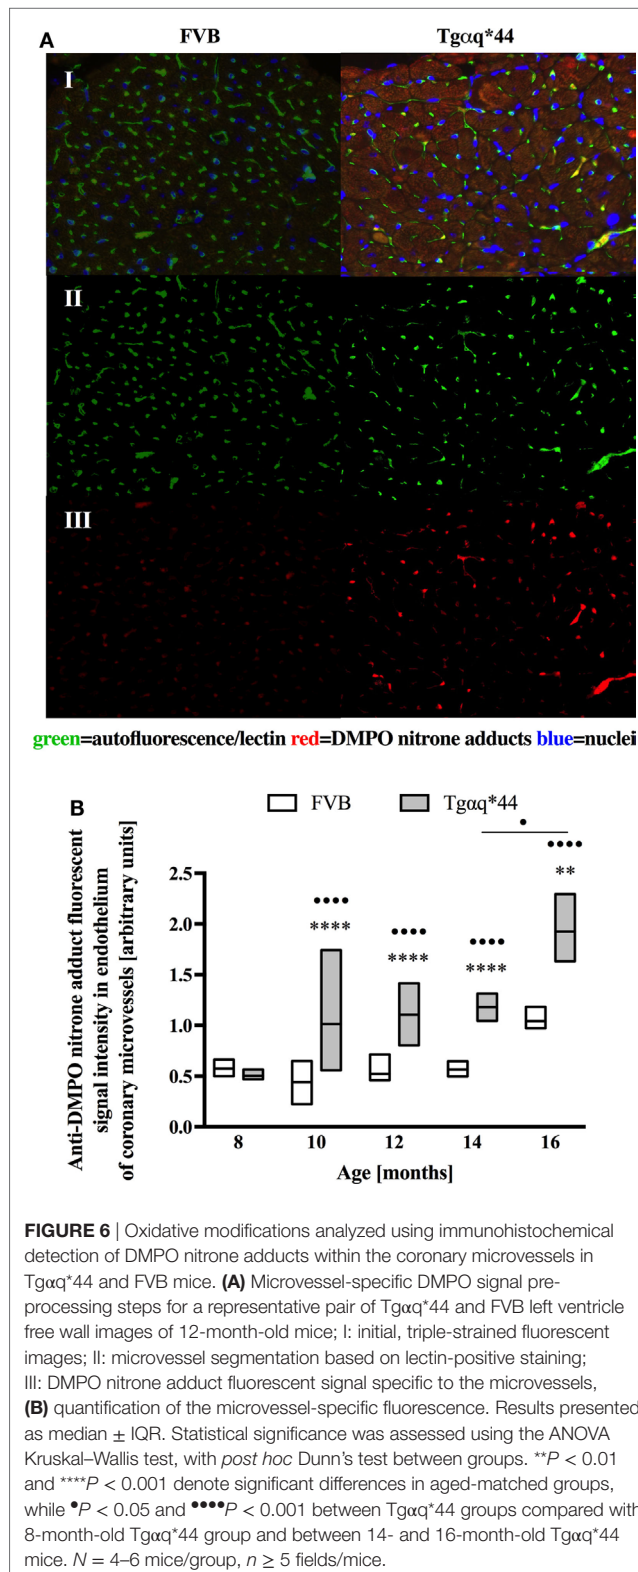 A
FVB
Tgαq*44
I
II
III
green=autofluorescence/lectin red=DMPO nitrone adducts blue=nuclei
B
FVB
Tgαq*44
Anti-DMPO nitrone adduct fluorescent
signal intensity in endothelium
of coronary microvessels [arbitrary units]
•
••••
**
••••
****
••••
****
••••
****
2.5
2.0
1.5
1.0
0.5
0.0
8
10
12
14
16
Age [months]
FIGURE 6 | Oxidative modifications analyzed using immunohistochemical
detection of DMPO nitrone adducts within the coronary microvessels in
Tgαq*44 and FVB mice. (A) Microvessel-specific DMPO signal pre-
processing steps for a representative pair of Tgαq*44 and FVB left ventricle
free wall images of 12-month-old mice; I: initial, triple-strained fluorescent
images; II: microvessel segmentation based on lectin-positive staining;
III: DMPO nitrone adduct fluorescent signal specific to the microvessels,
(B) quantification of the microvessel-specific fluorescence. Results presented
as median ± IQR. Statistical significance was assessed using the ANOVA
Kruskal–Wallis test, with post hoc Dunn's test between groups. **P < 0.01
and ****P < 0.001 denote significant differences in aged-matched groups,
while •P < 0.05 and ••••P < 0.001 between Tgαq*44 groups compared with
8-month-old Tgαq*44 group and between 14- and 16-month-old Tgαq*44
mice. N = 4–6 mice/group, n ≥ 5 fields/mice.